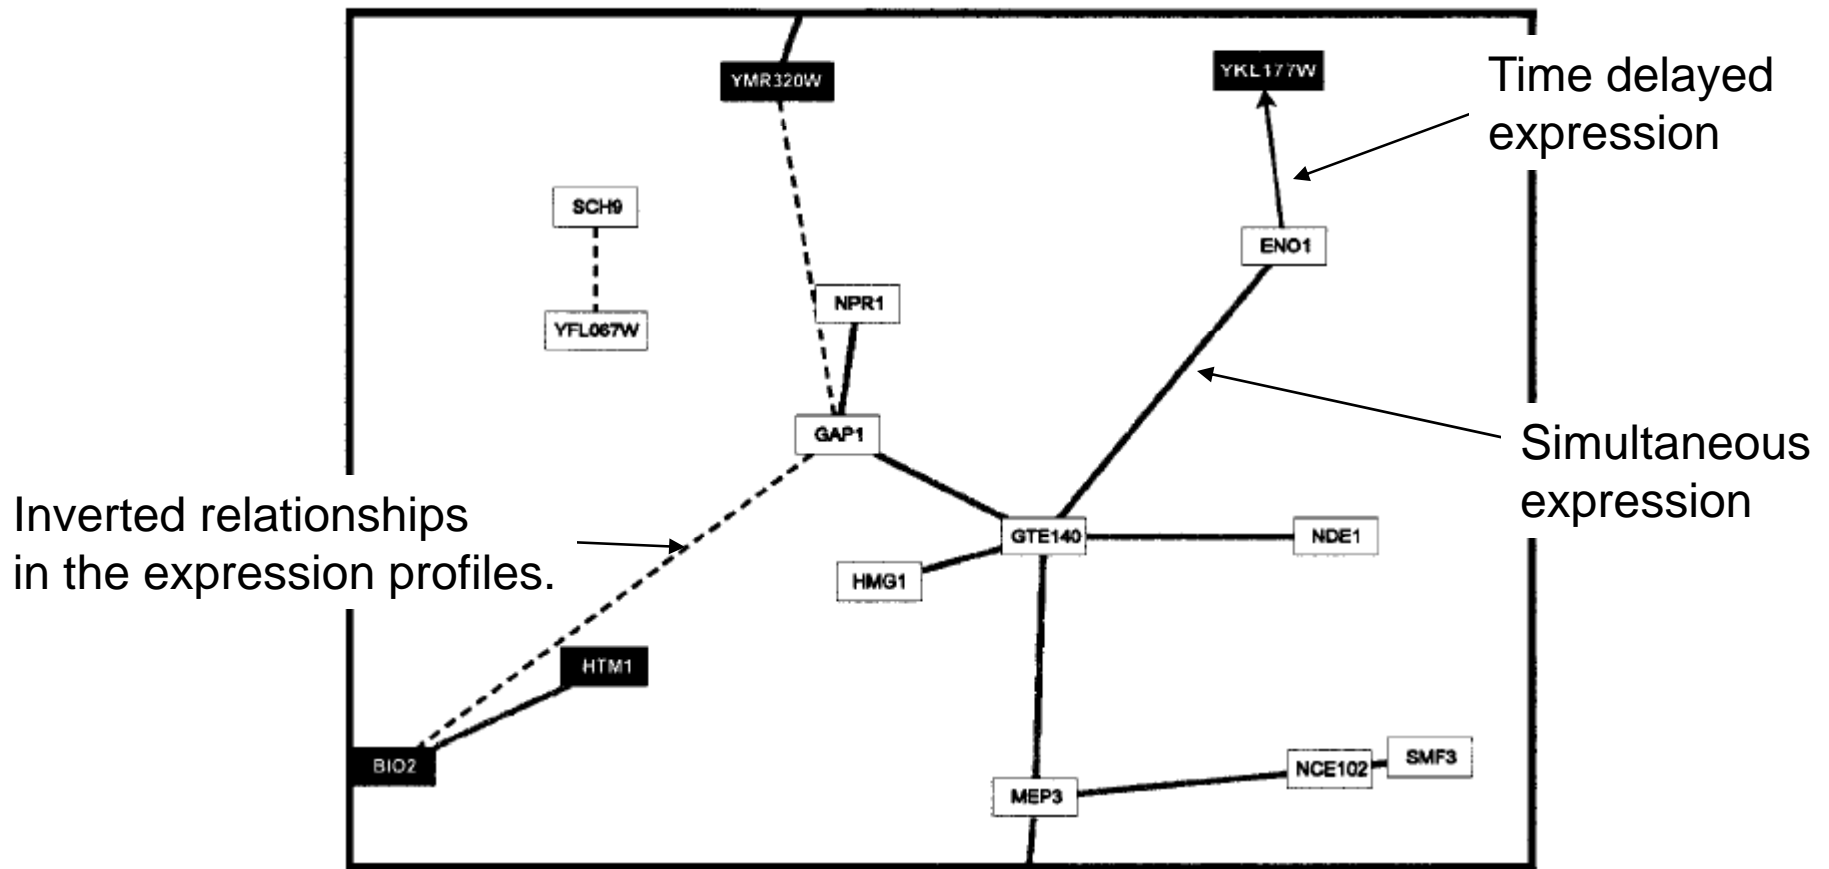 YMR320W
YKL177W
Time delayed
expression
SCH9
ENO1
NPR1
YFL067W
GAP1
Simultaneous
expression
Inverted relationships
in the expression profiles.
GTE140
NDE1
HMG1
HTM1
BIO2
NCE102
SMF3
MEP3